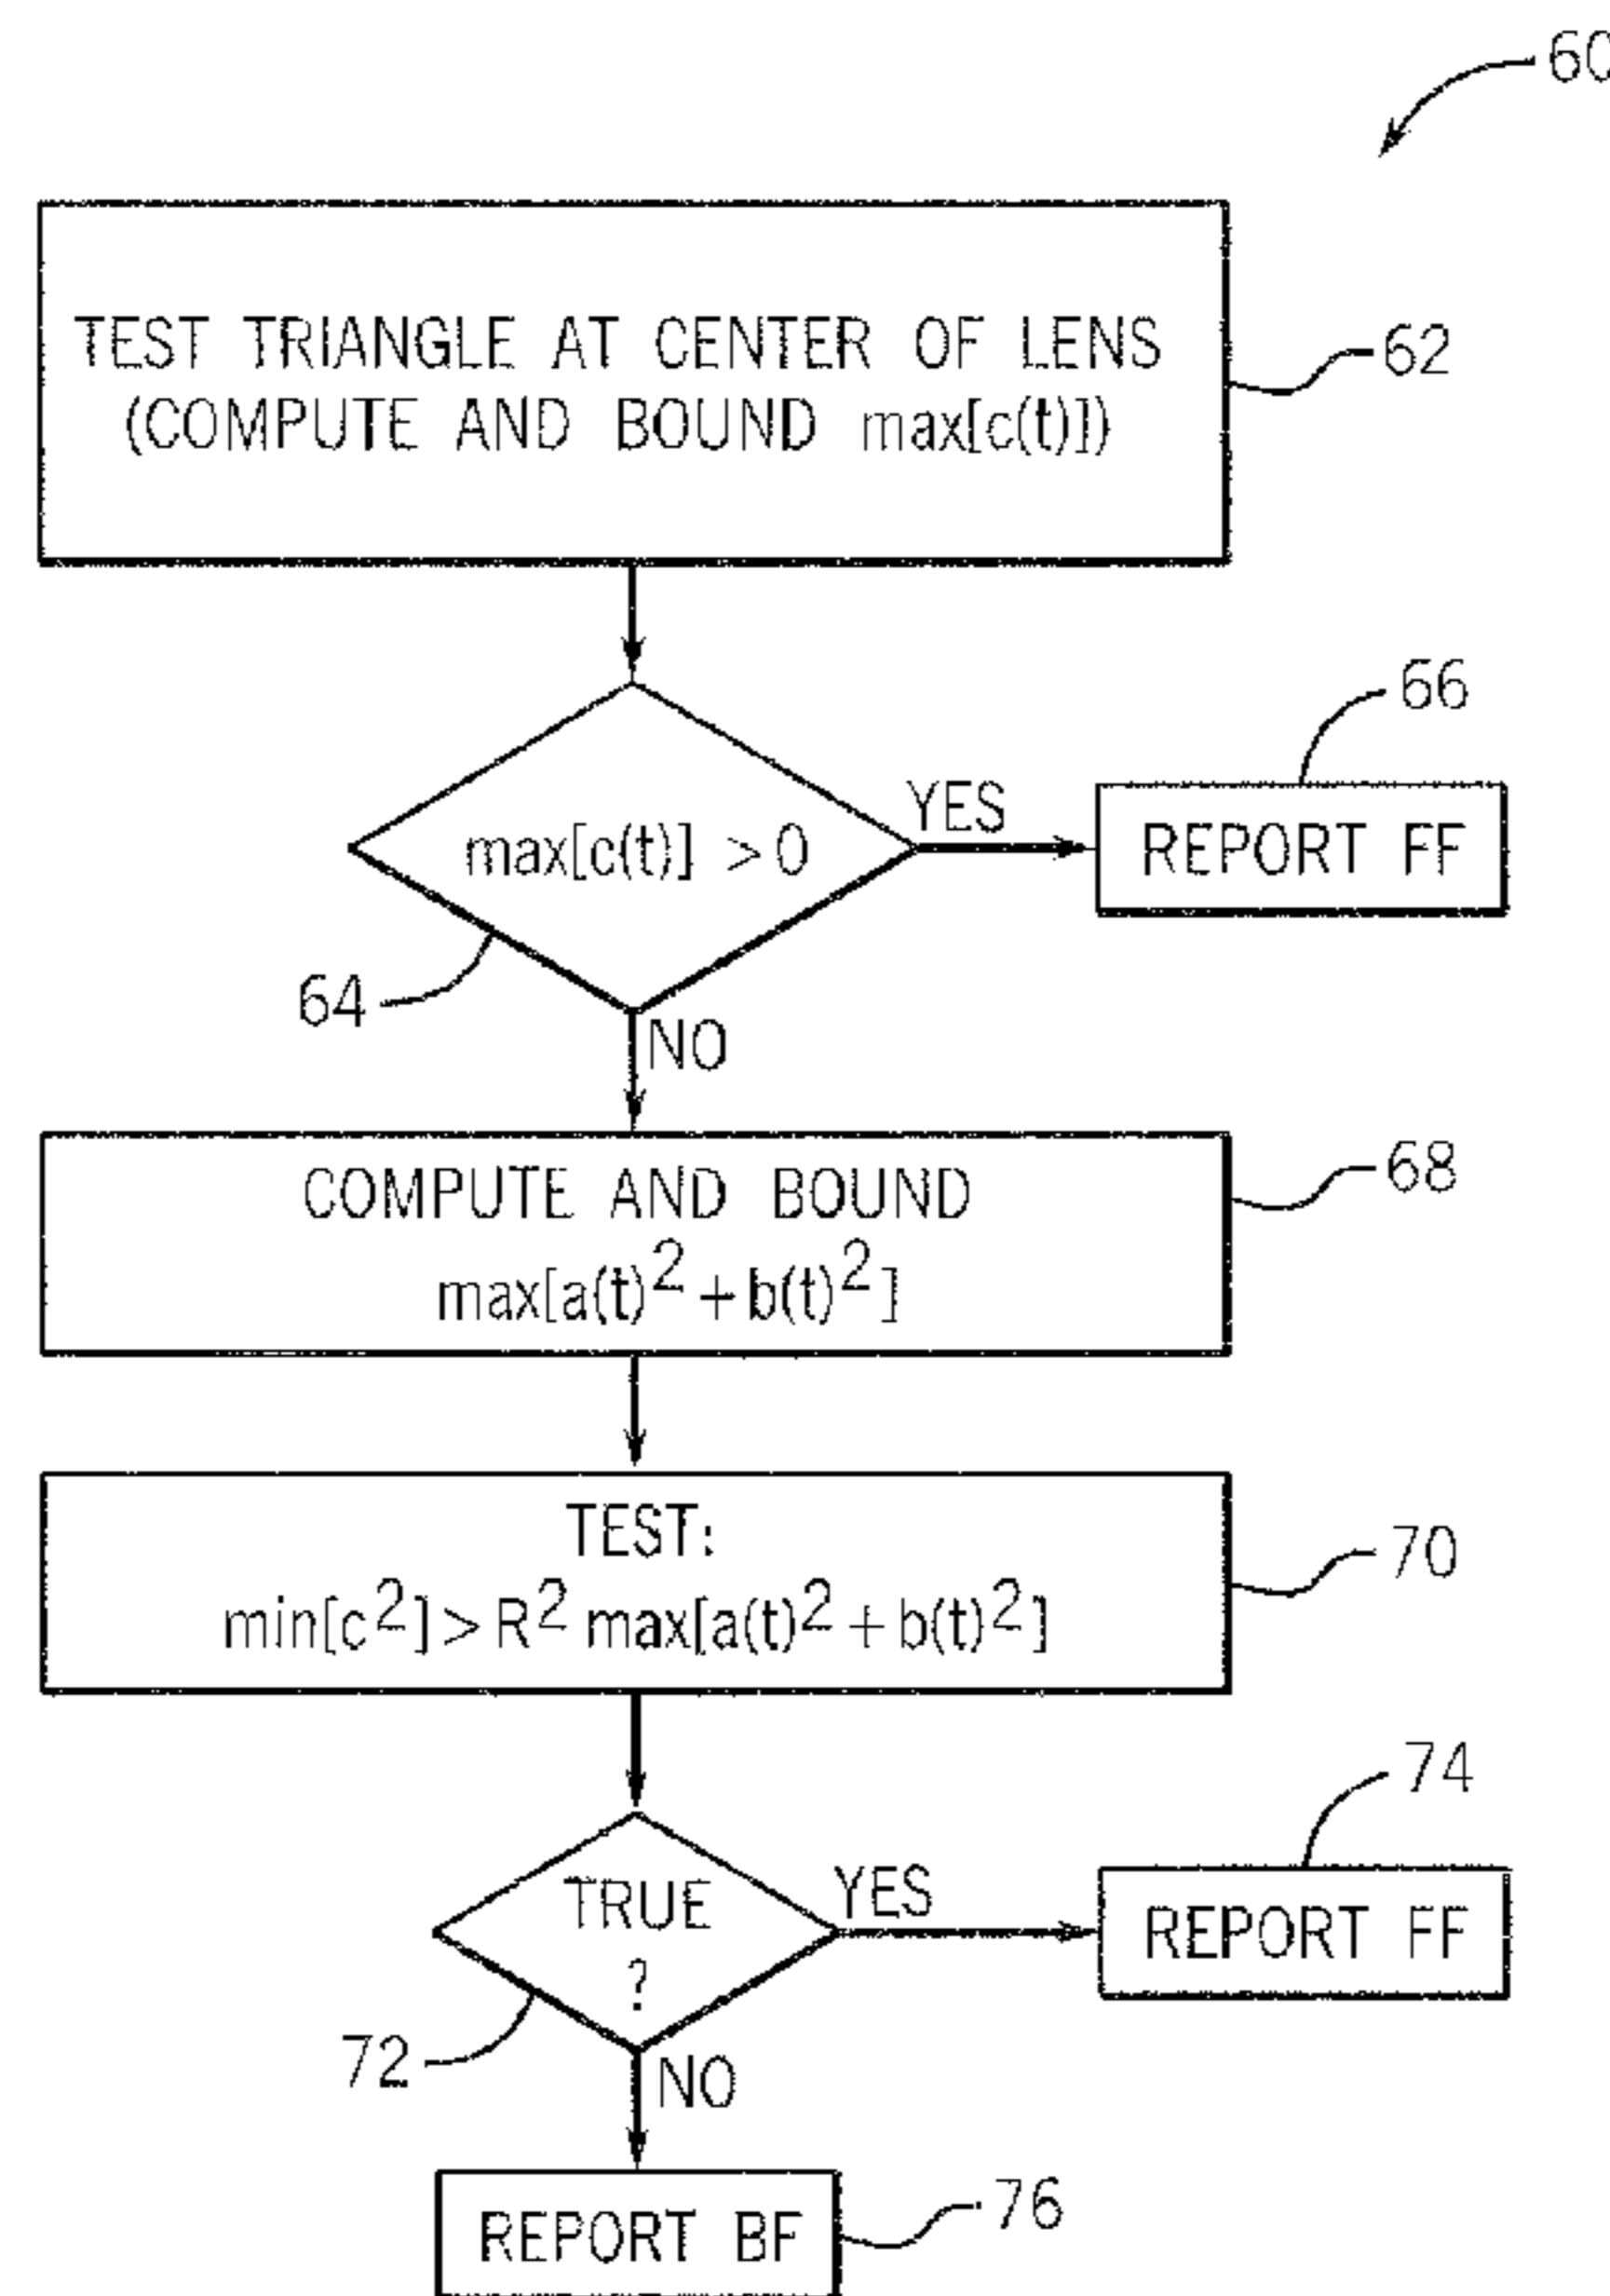 60
TEST TRIANGLE AT CENTER OF LENS
(COMPUTE AND BOUND max[c(t)])
62
max[c(t)] >0
YES
66
REPORT FF
64
NO
COMPUTE AND BOUND
max[a(t)²+b(t)²]
68
TEST:
min[c²]>R² max[a(t)²+b(t)²]
70
TRUE
?
YES
74
REPORT FF
72
NO
REPORT BF
76